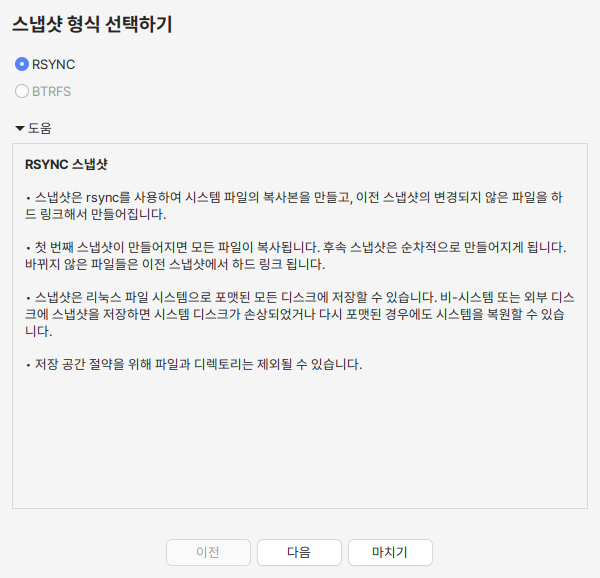 스냅샷 형식 선택하기
RSYNC
BTRFS
도움
RSYNC 스냅샷
• 스냅샷은 rsync를 사용하여 시스템 파일의 복사본을 만들고, 이전 스냅샷의 변경되지 않은 파일을 하
드 링크해서 만들어집니다.
• 첫 번째 스냅샷이 만들어지면 모든 파일이 복사됩니다. 후속 스냅샷은 순차적으로 만들어지게 됩니다.
바뀌지 않은 파일들은 이전 스냅샷에서 하드 링크 됩니다.
• 스냅샷은 리눅스 파일 시스템으로 포맷된 모든 디스크에 저장할 수 있습니다. 비-시스템 또는 외부 디스
크에 스냅샷을 저장하면 시스템 디스크가 손상되었거나 다시 포맷된 경우에도 시스템을 복원할 수 있습
니다.
• 저장 공간 절약을 위해 파일과 디렉토리는 제외될 수 있습니다.
이전
다음
마치기